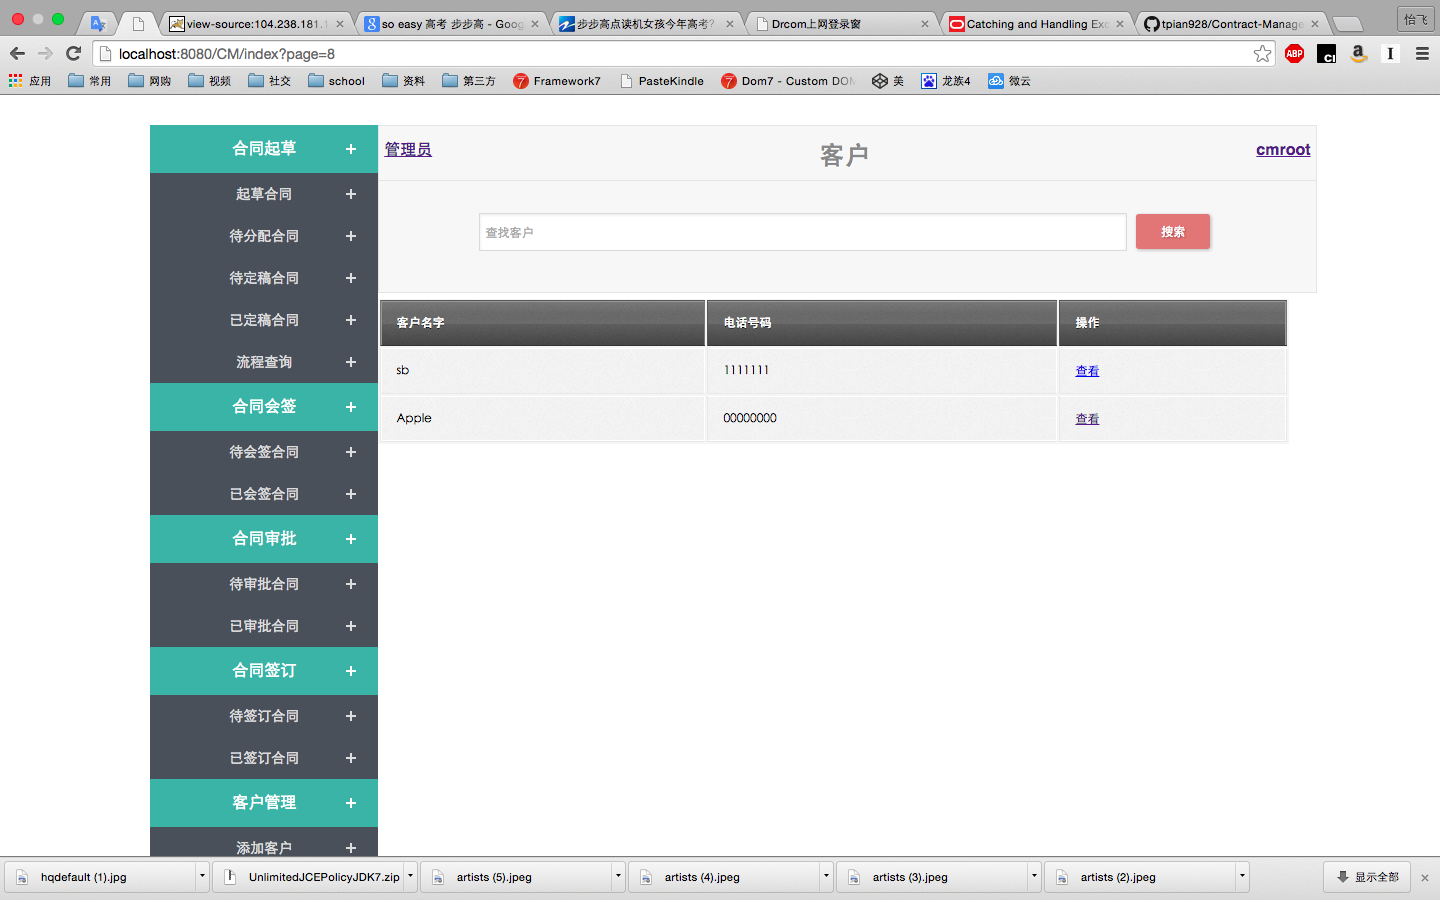 view-source:104.238.181.1
so easy 高考 步步高 - Goog
步步高点读机女孩今年高考?
Drcom上网登录窗
Catching and Handling Exc
tpian928/Contract-Manage
怡飞
localhost:8080/CM/index?page=8
ABP
应用
常用
网购
视频
社交
school
资料
第三方
Framework7
PasteKindle
Dom7 - Custom DOM
美
龙族4
微云
合同起草 +
起草合同 +
待分配合同 +
待定稿合同 +
已定稿合同 +
流程查询 +
合同会签 +
待会签合同 +
已会签合同 +
合同审批 +
待审批合同 +
已审批合同 +
合同签订 +
待签订合同 +
已签订合同 +
客户管理 +
添加客户 +
管理员
客户
cmroot
查找客户
搜索
客户名字 电话号码 操作
sb 1111111 查看
Apple 00000000 查看
hqdefault (1).jpg
UnlimitedJCEPolicyJDK7.zip
artists (5).jpeg
artists (4).jpeg
artists (3).jpeg
artists (2).jpeg
显示全部